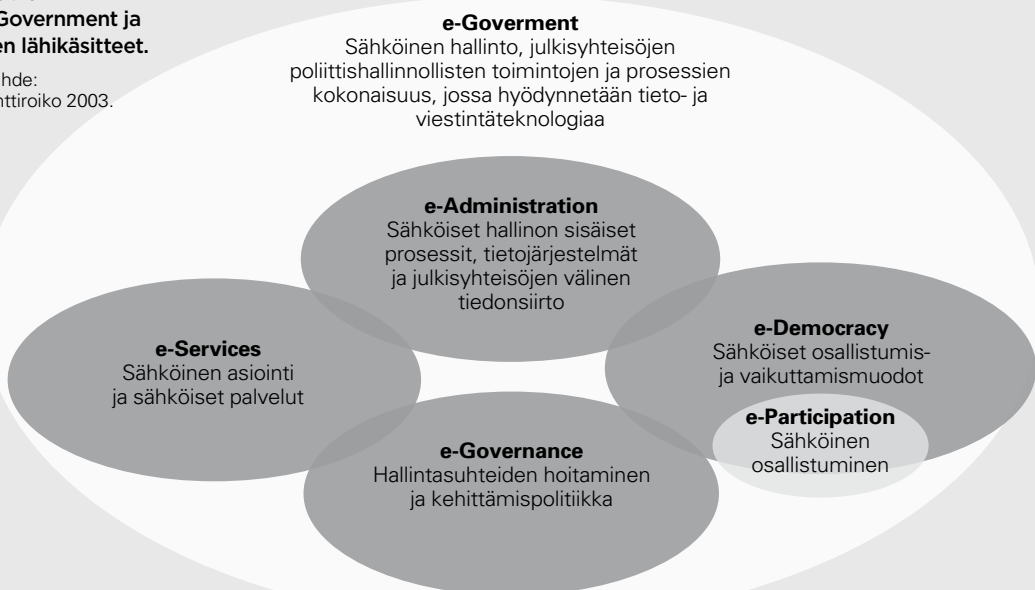 Government ja
en lähikäsitteet.
hde:
nttiroiko 2003.
e-Goverment
Sähköinen hallinto, julkisyhteisöjen
poliittishallinnollisten toimintojen ja prosessien
kokonaisuus, jossa hyödynnetään tieto- ja
viestintäteknologiaa
e-Administration
Sähköiset hallinon sisäiset
prosessit, tietojärjestelmät
ja julkisyhteisöjen välinen
tiedonsiirto
e-Services
Sähköinen asiointi
ja sähköiset palvelut
e-Democracy
Sähköiset osallistumis-
ja vaikuttamismuodot
e-Participation
Sähköinen
osallistuminen
e-Governance
Hallintasuhteiden hoitaminen
ja kehittämispolitiikka